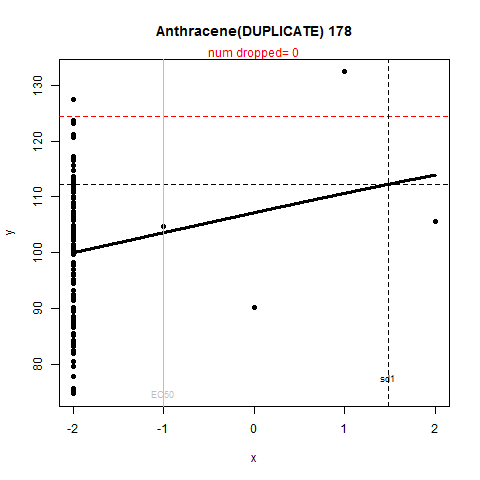 Anthracene(DUPLICATE) 178
num dropped= 0
130
120
110
100
90
80
y
EC50
sd1
-2
-1
0
1
2
x